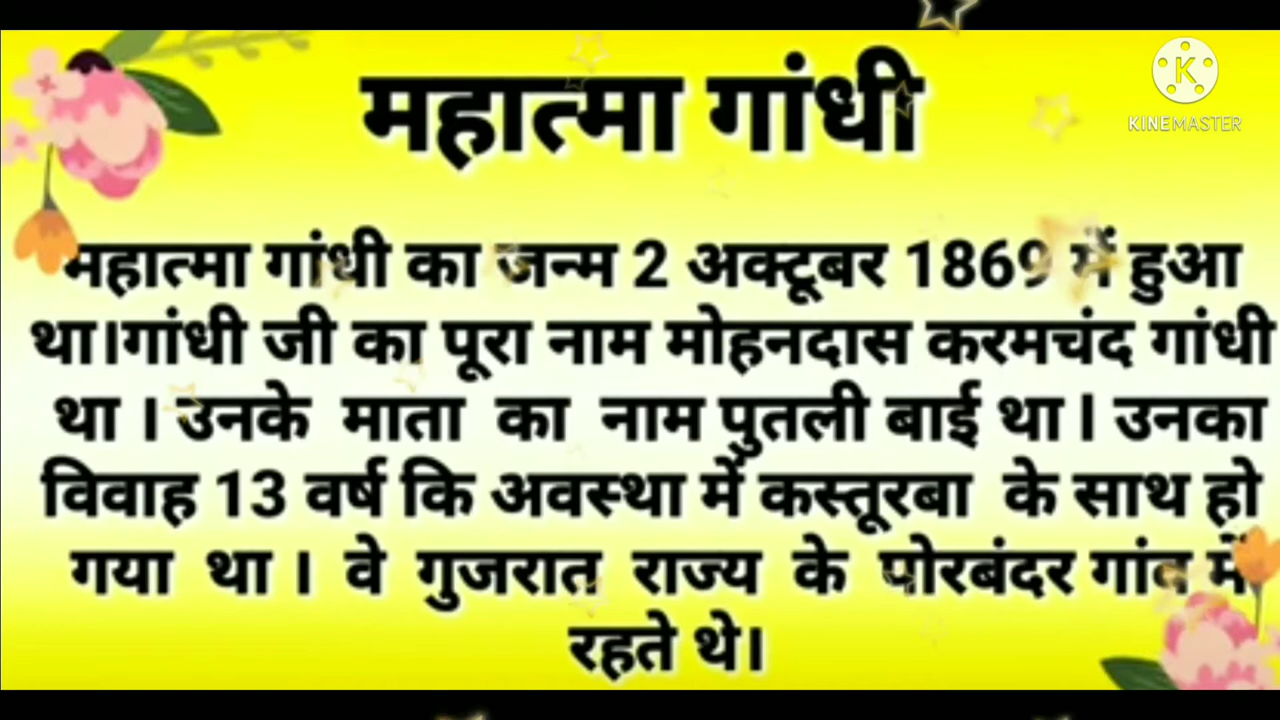 महात्मा गांधी
KINEMASTER
महात्मा गांधी का जन्म 2 अक्टूबर 1869 में हुआ
था।गांधी जी का पूरा नाम मोहनदास करमचंद गांधी
था । उनके माता का नाम पुतली बाई था । उनका
विवाह 13 वर्ष कि अवस्था में कस्तूरबा के साथ हो
गया था । वे गुजरात राज्य के पोरबंदर गांव में
रहते थे।